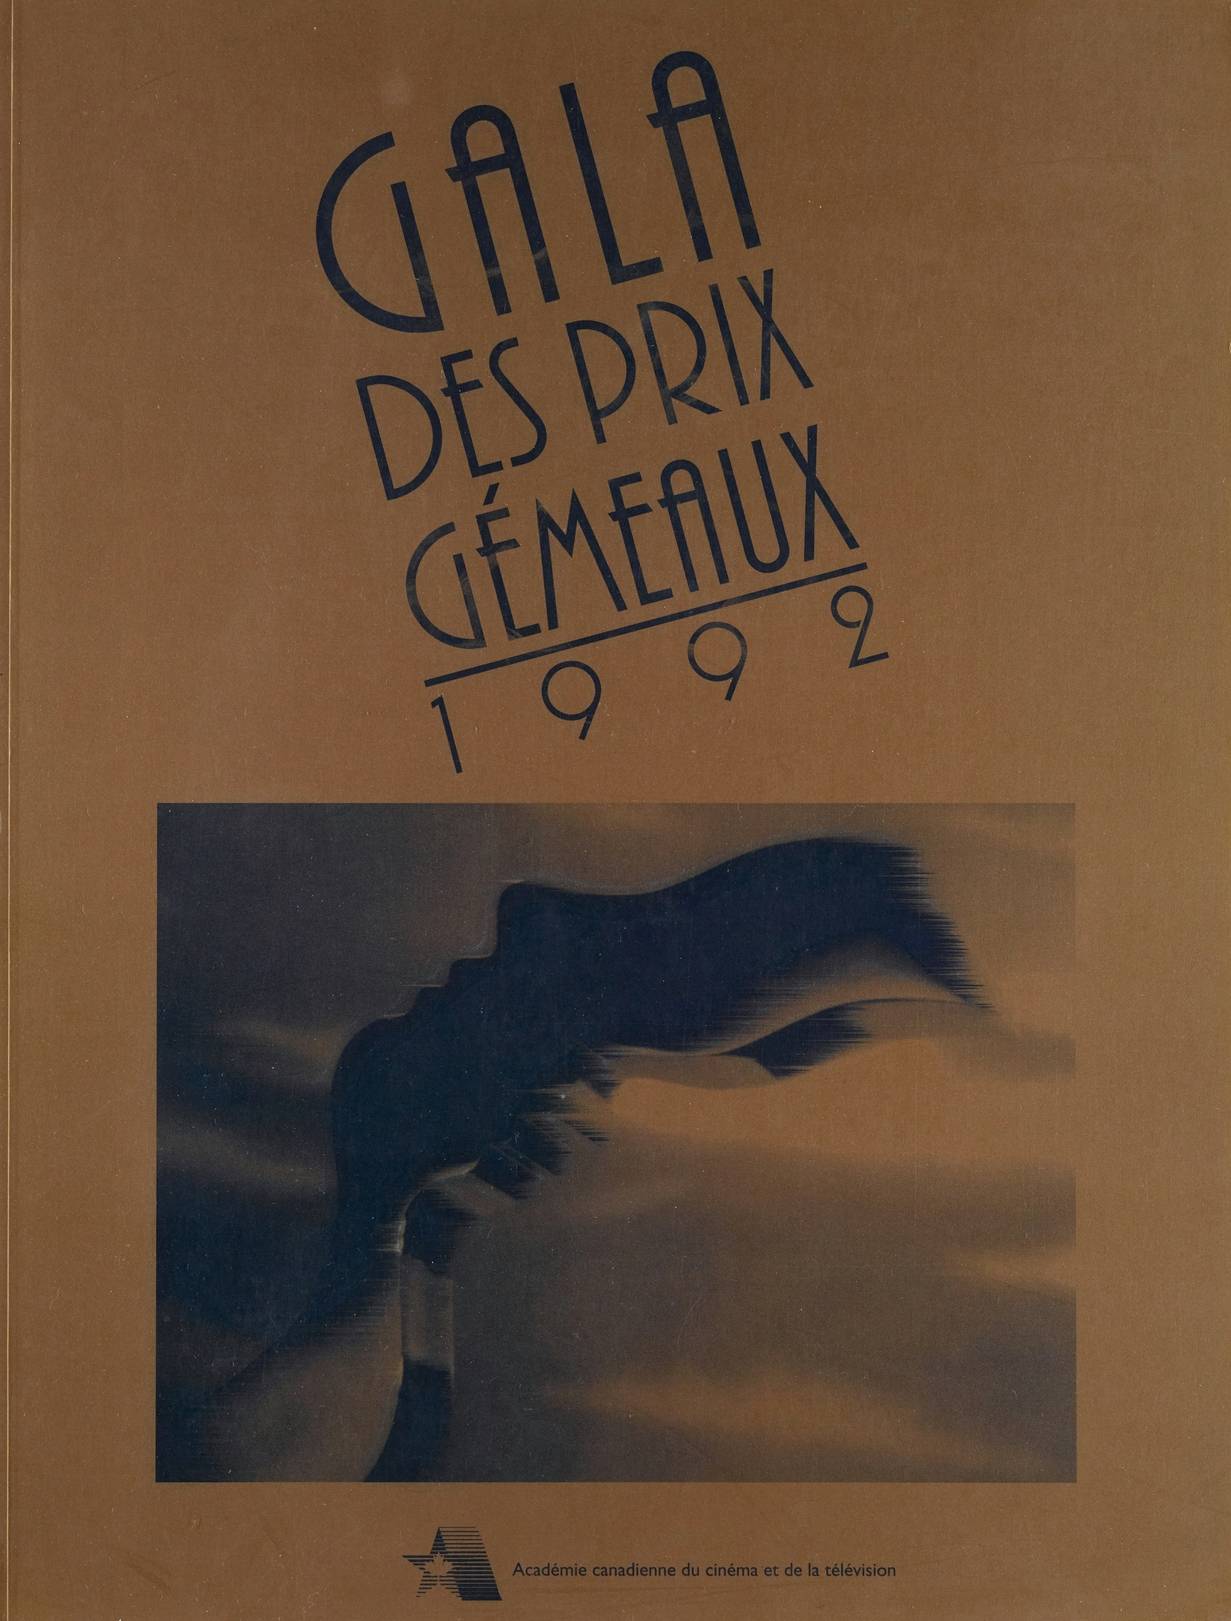 GALA
DES PRIX
GÉMEAUX
1992
Académie canadienne du cinéma et de la télévision